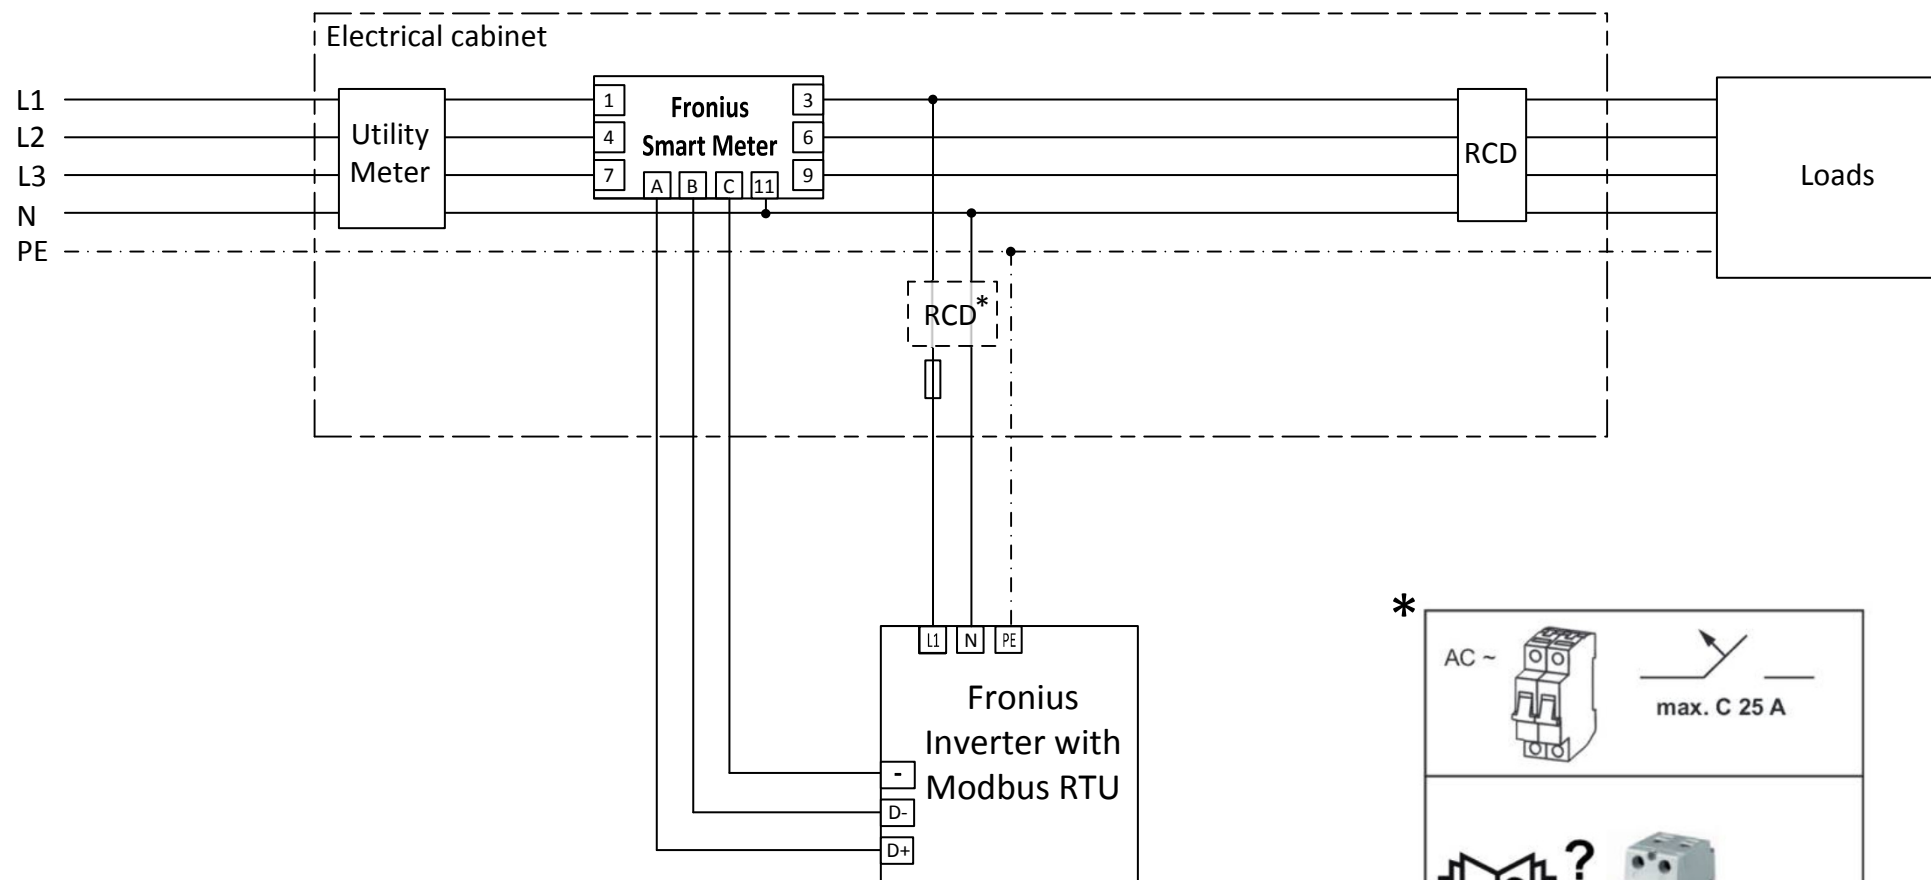 Electrical cabinet
L1
L2
L3
N
PE
Utility
Meter
1
4
7
Fronius
Smart Meter
3
6
9
A
B
C
11
RCD
Loads
RCD*
L1
N
PE
Fronius
Inverter with
Modbus RTU
-
D-
D+
*
AC ~
max. C 25 A
?